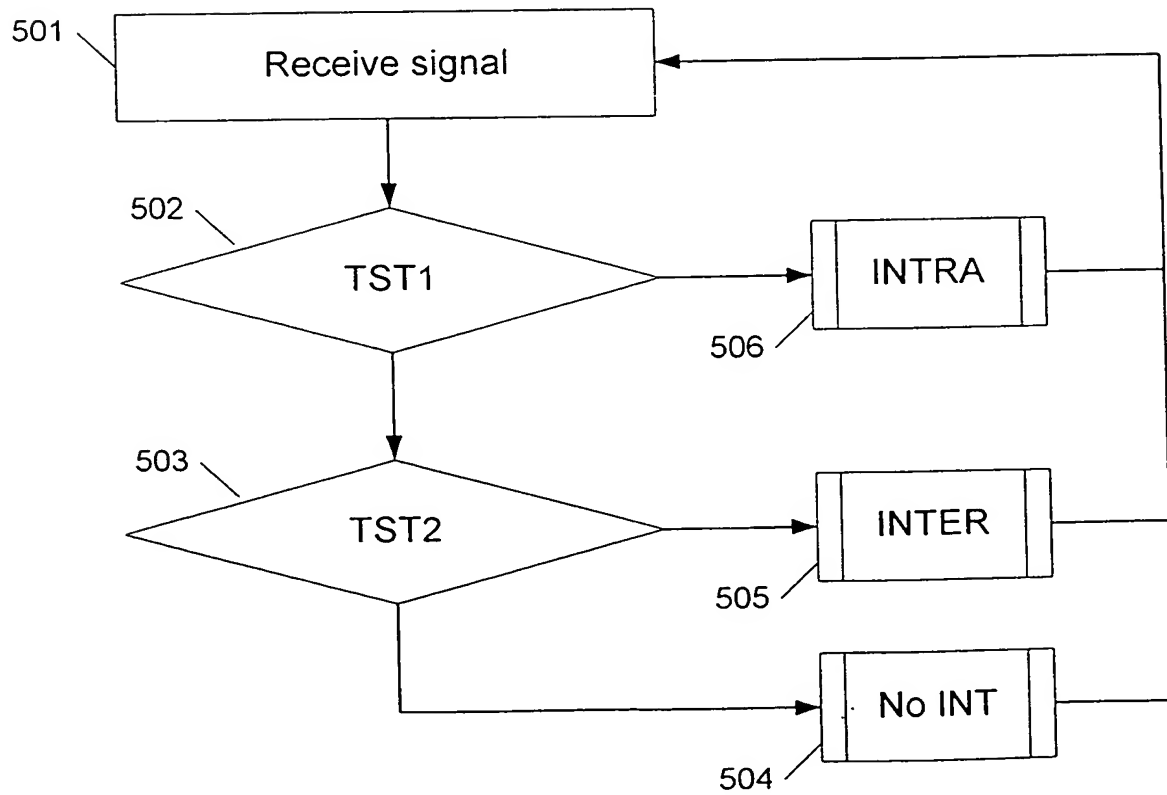 501
Receive signal
502
TST1
INTRA
506
503
TST2
INTER
505
No INT
504